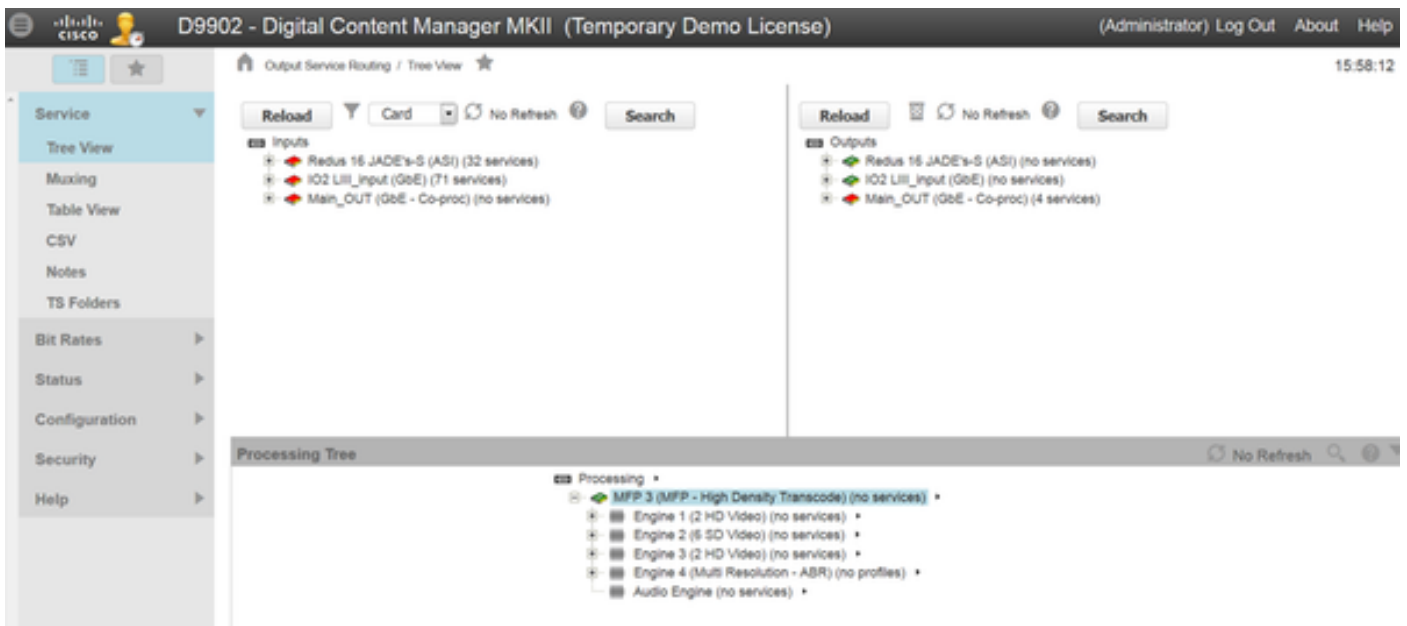 cisco
D9902 - Digital Content Manager MKII (Temporary Demo License)
(Administrator) Log Out About Help
Output Service Routing / Tree View
15:58:12
Service
Tree View
Muxing
Table View
CSV
Notes
TS Folders
Bit Rates
Status
Configuration
Security
Help
Reload Card No Refresh Search
Inputs
Redus 16 JADE's-S (ASI) (32 services)
IO2 LIII_input (GbE) (71 services)
Main_OUT (GbE - Co-proc) (no services)
Reload No Refresh Search
Outputs
Redus 16 JADE's-S (ASI) (no services)
IO2 LIII_input (GbE) (no services)
Main_OUT (GbE - Co-proc) (4 services)
Processing Tree
No Refresh
Processing
MFP 3 (MFP - High Density Transcode) (no services)
Engine 1 (2 HD Video) (no services)
Engine 2 (6 SD Video) (no services)
Engine 3 (2 HD Video) (no services)
Engine 4 (Multi Resolution - ABR) (no profiles)
Audio Engine (no services)